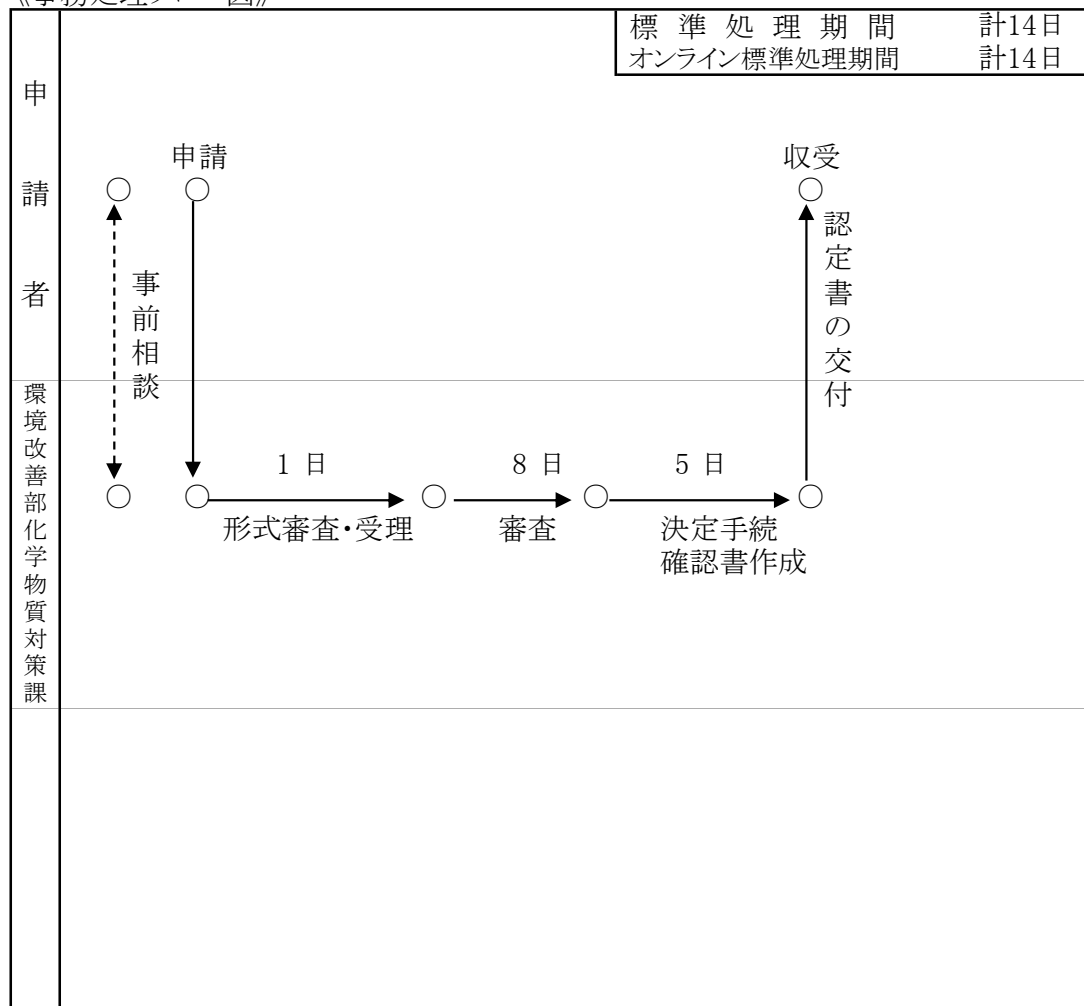 標準処理期間 計14日
オンライン標準処理期間 計14日
申請者
申請
収受
事前相談
認定書の交付
環境改善部化学物質対策課
1 日
8 日
5 日
形式審査・受理
審査
決定手続
確認書作成